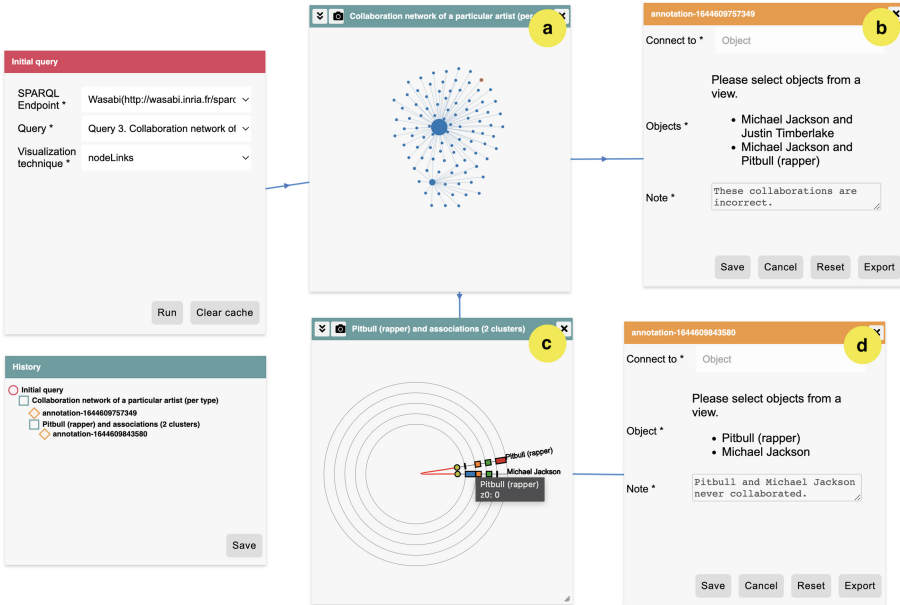 Initial query
SPARQL
Endpoint *
Wasabi(http://wasabi.inria.fr/sparc
Query *
Query 3. Collaboration network of
Visualization
technique *
nodeLinks
Run
Clear cache
History
Initial query
Collaboration network of a particular artist (per type)
annotation-1644609757349
Pitbull (rapper) and associations (2 clusters)
annotation-1644609843580
Save
Collaboration network of a particular artist (per
a
annotation-1644609757349
b
Connect to *
Object
Please select objects from a
view.
Objects *
• Michael Jackson and
Justin Timberlake
• Michael Jackson and
Pitbull (rapper)
Note *
These collaborations are
incorrect.
Save
Cancel
Reset
Export
Pitbull (rapper) and associations (2 clusters)
c
Pitbull (rapper)
Michael Jackson
Pitbull (rapper)
z0: 0
annotation-1644609843580
d
Connect to *
Object
Please select objects from a
view.
Object *
• Pitbull (rapper)
• Michael Jackson
Note *
Pitbull and Michael Jackson
never collaborated.
Save
Cancel
Reset
Export